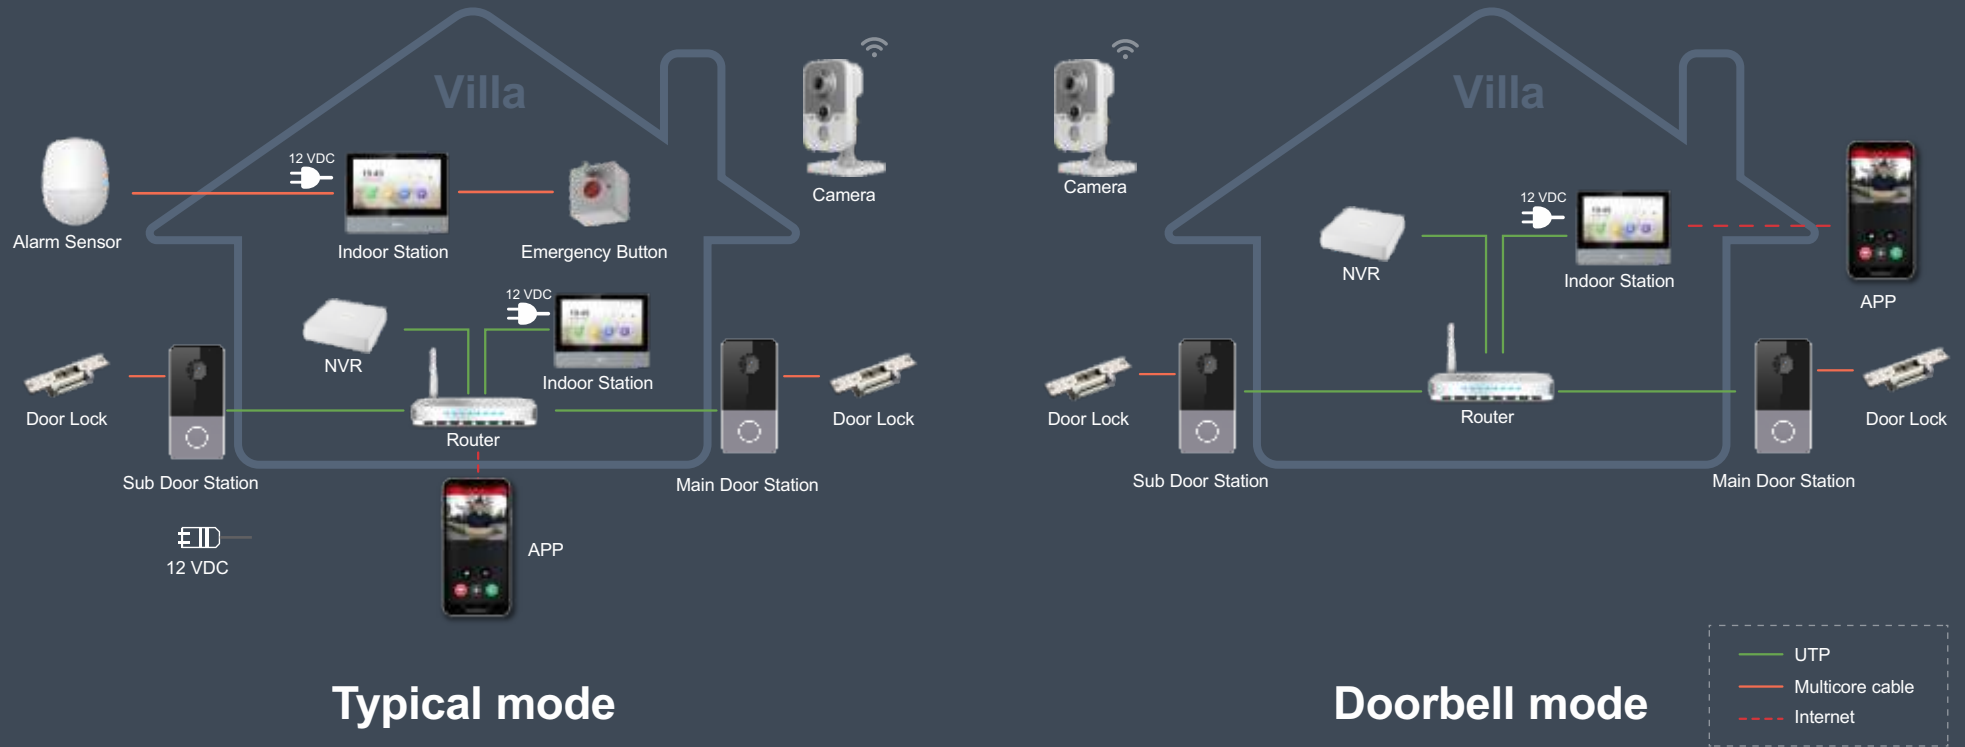 Villa
Camera
Alarm Sensor
12 VDC
Indoor Station
Emergency Button
NVR
12 VDC
Indoor Station
Door Lock
Door Lock
Router
Sub Door Station
Main Door Station
12 VDC
APP
Typical mode
Villa
Camera
12 VDC
NVR
Indoor Station
APP
Door Lock
Router
Door Lock
Sub Door Station
Main Door Station
Doorbell mode
UTP
Multicore cable
Internet